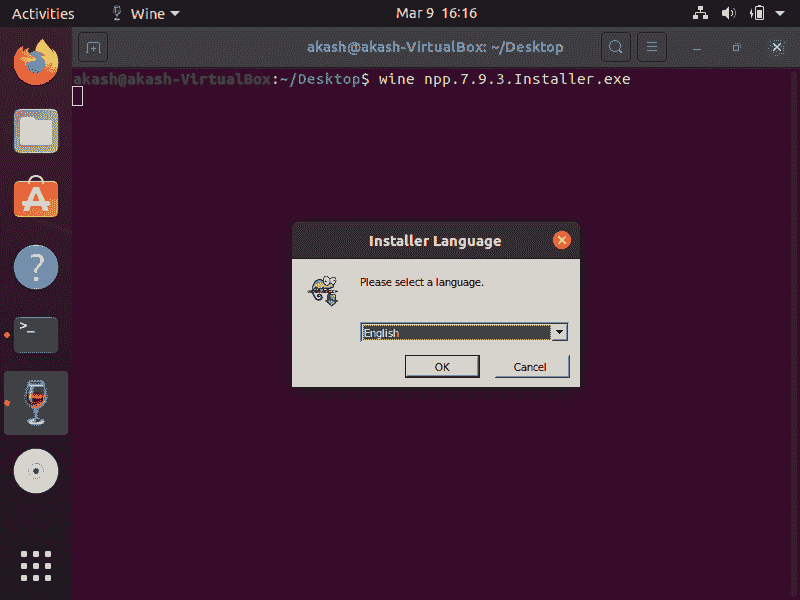 Activities
Wine
Mar 9 16:16
akash@akash-VirtualBox: ~/Desktop
akash@akash-VirtualBox:~/Desktop$ wine npp.7.9.3.Installer.exe
>_
Installer Language
Please select a language.
English
OK
Cancel